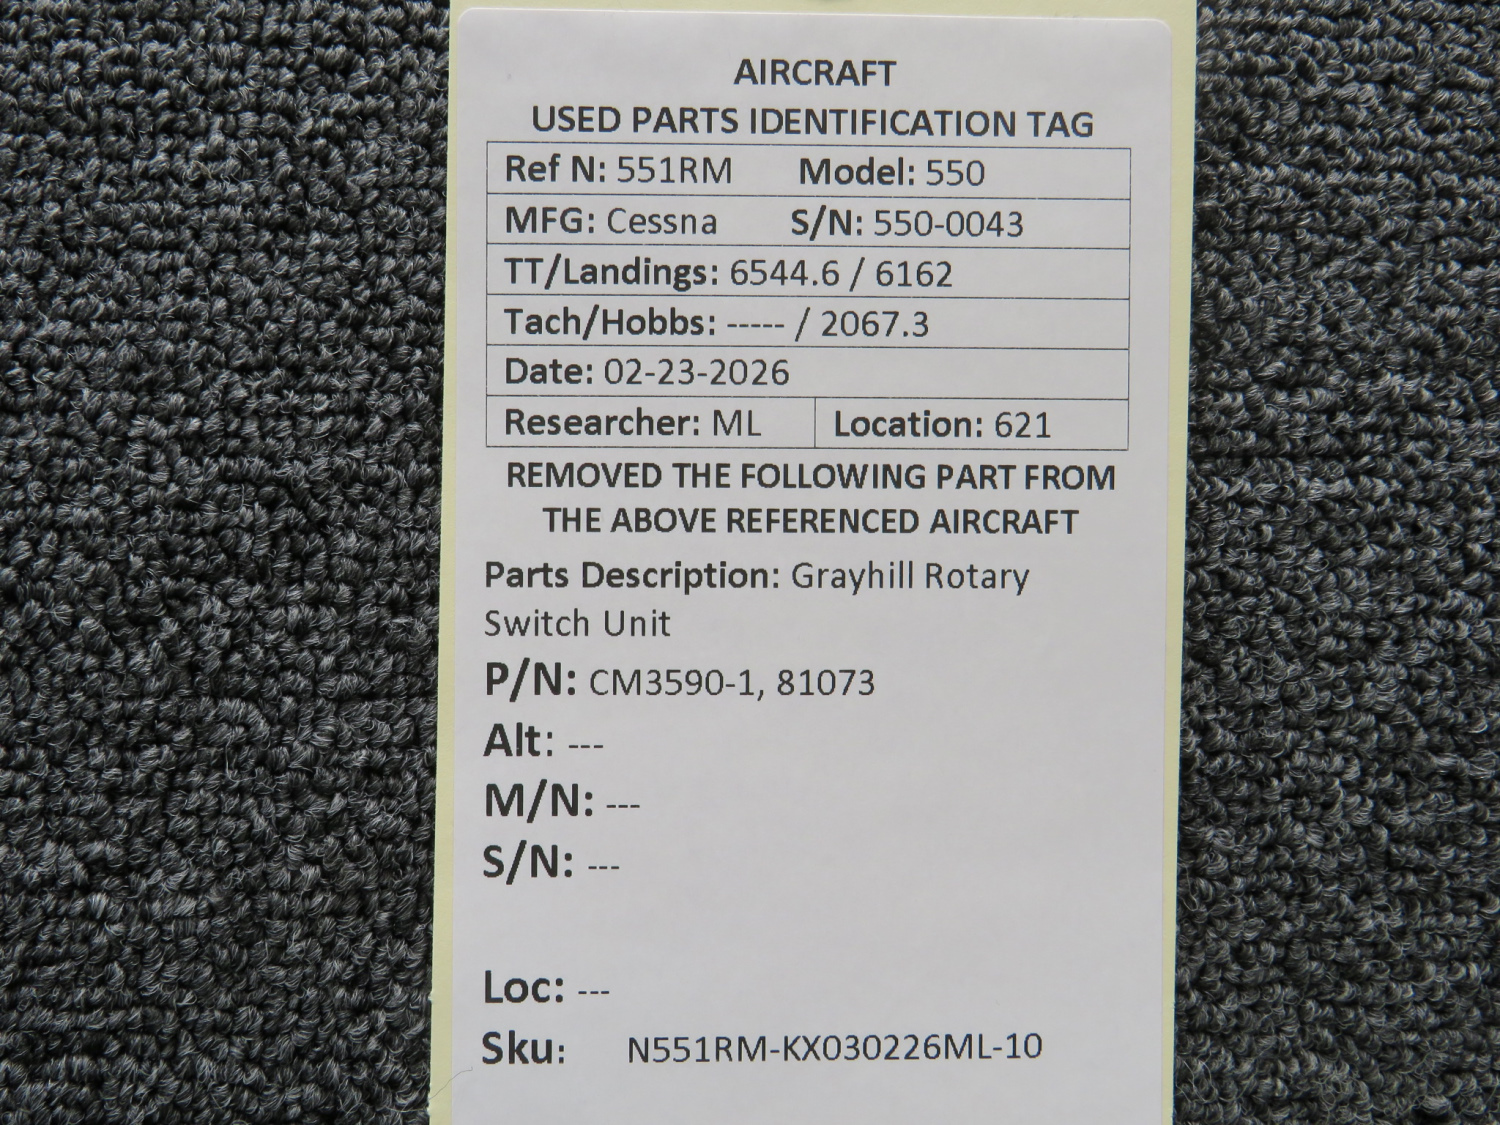 AIRCRAFT
USED PARTS IDENTIFICATION TAG
Ref N: 551RM Model: 550
MFG: Cessna S/N: 550-0043
TT/Landings: 6544.6 / 6162
Tach/Hobbs: ----- / 2067.3
Date: 02-23-2026
Researcher: ML Location: 621
REMOVED THE FOLLOWING PART FROM
THE ABOVE REFERENCED AIRCRAFT
Parts Description: Grayhill Rotary
Switch Unit
P/N: CM3590-1, 81073
Alt: ---
M/N: ---
S/N: ---
Loc: ---
Sku: N551RM-KX030226ML-10